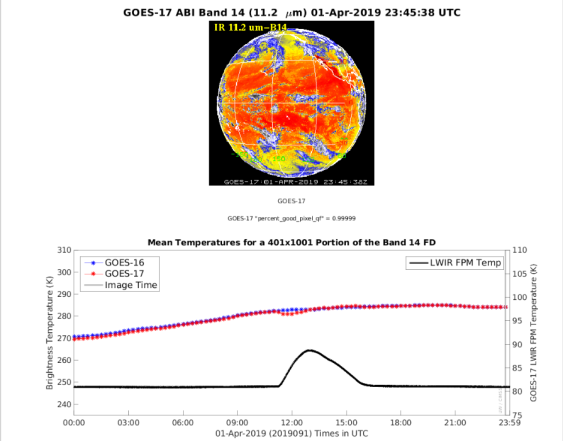 GOES-17 ABI Band 14 (11.2 μm) 01-Apr-2019 23:45:38 UTC
IR 11.2 um-B14
GOES-17:01-APR-2019 23:45:38Z
GOES-17
GOES-17 "percent_good_pixel_qf" = 0.99999
Mean Temperatures for a 401x1001 Portion of the Band 14 FD
310
300
290
280
270
260
250
240
Brightness Temperature (K)
GOES-16
GOES-17
Image Time
LWIR FPM Temp
110
105
100
95
90
85
80
75
GOES-17 LWIR FPM Temperature (K)
00:00 03:00 06:00 09:00 12:00 15:00 18:00 21:00 23:59
01-Apr-2019 (2019091) Times in UTC